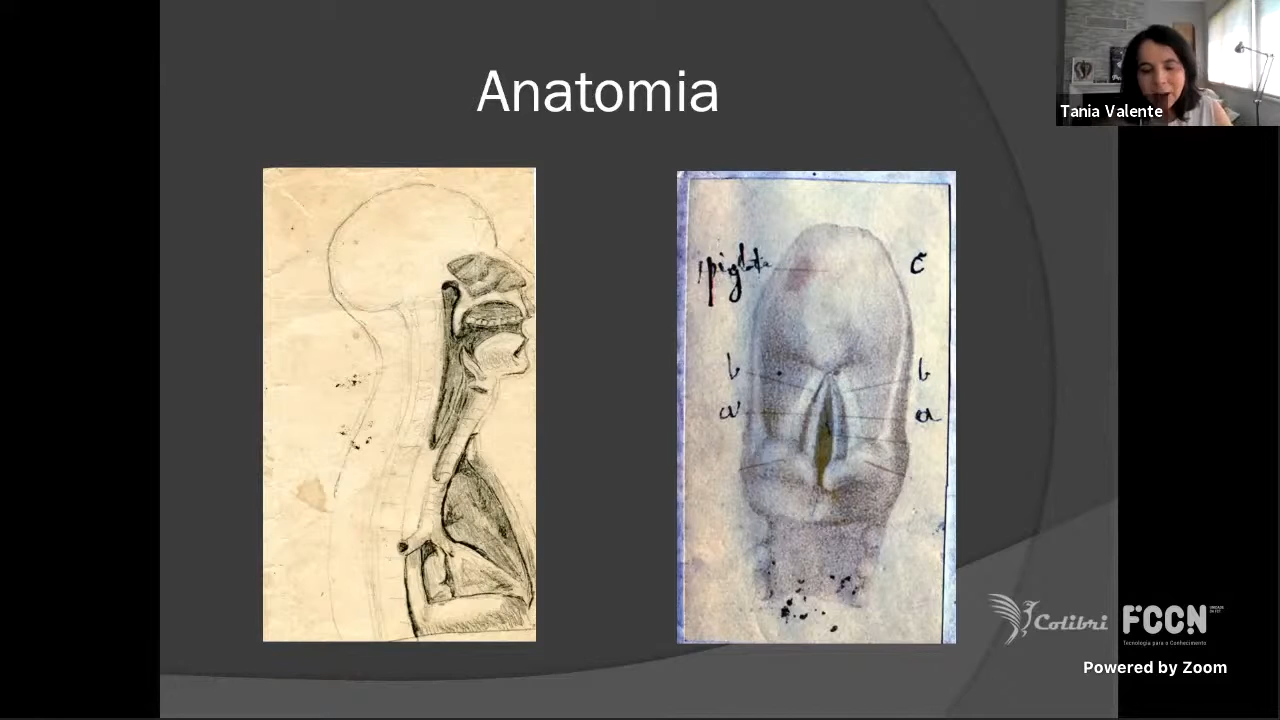 Anatomia
Tania Valente
c
b
b
a
a
Colibri
FCCN
Tecnologia para o Conhecimento
Powered by Zoom